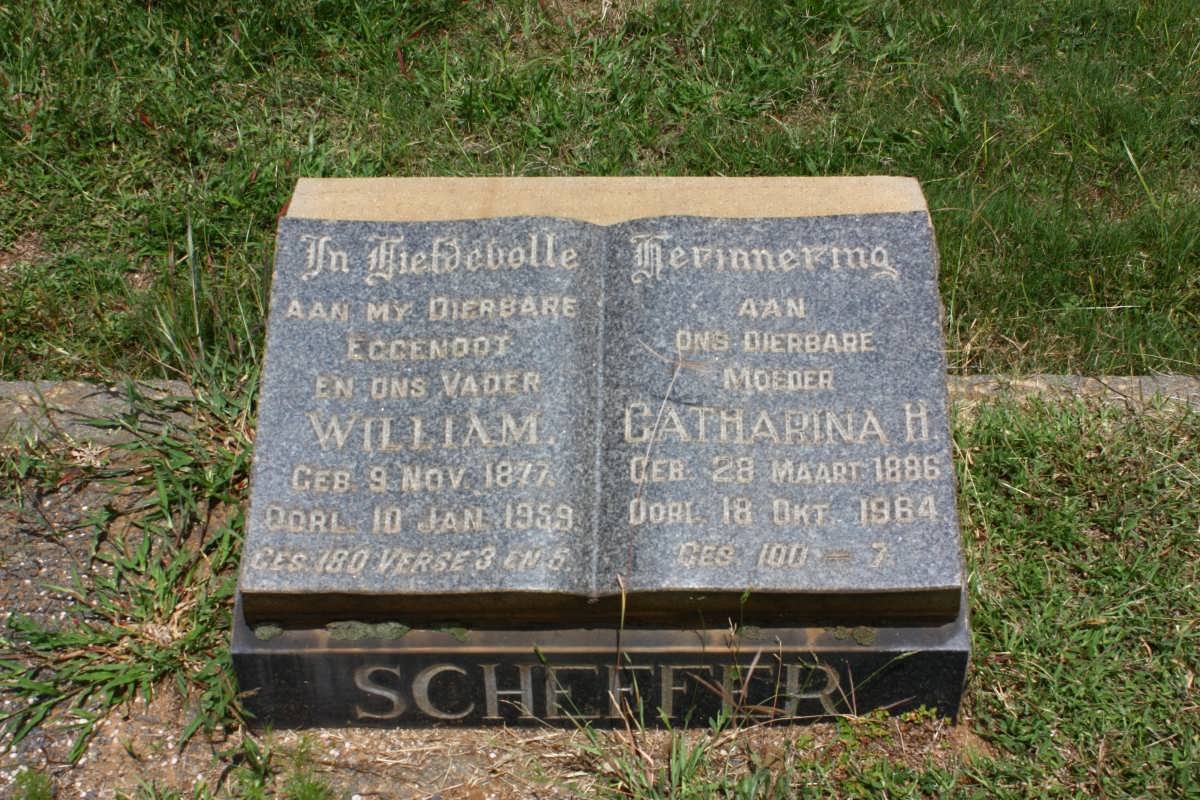 In Liefdevolle Herinnering
AAN MY DIERBARE
EGGENOOT
EN ONS VADER
WILLIAM.
GEB. 9 NOV. 1877.
OORL. 10 JAN. 1959.
GES. 180 VERSE 3 EN 5.
AAN
ONS DIERBARE
MOEDER
CATHARINA H.
GEB. 28 MAART 1886
OORL. 18 OKT. 1964
GES. 100 = 7.
SCHEFFER